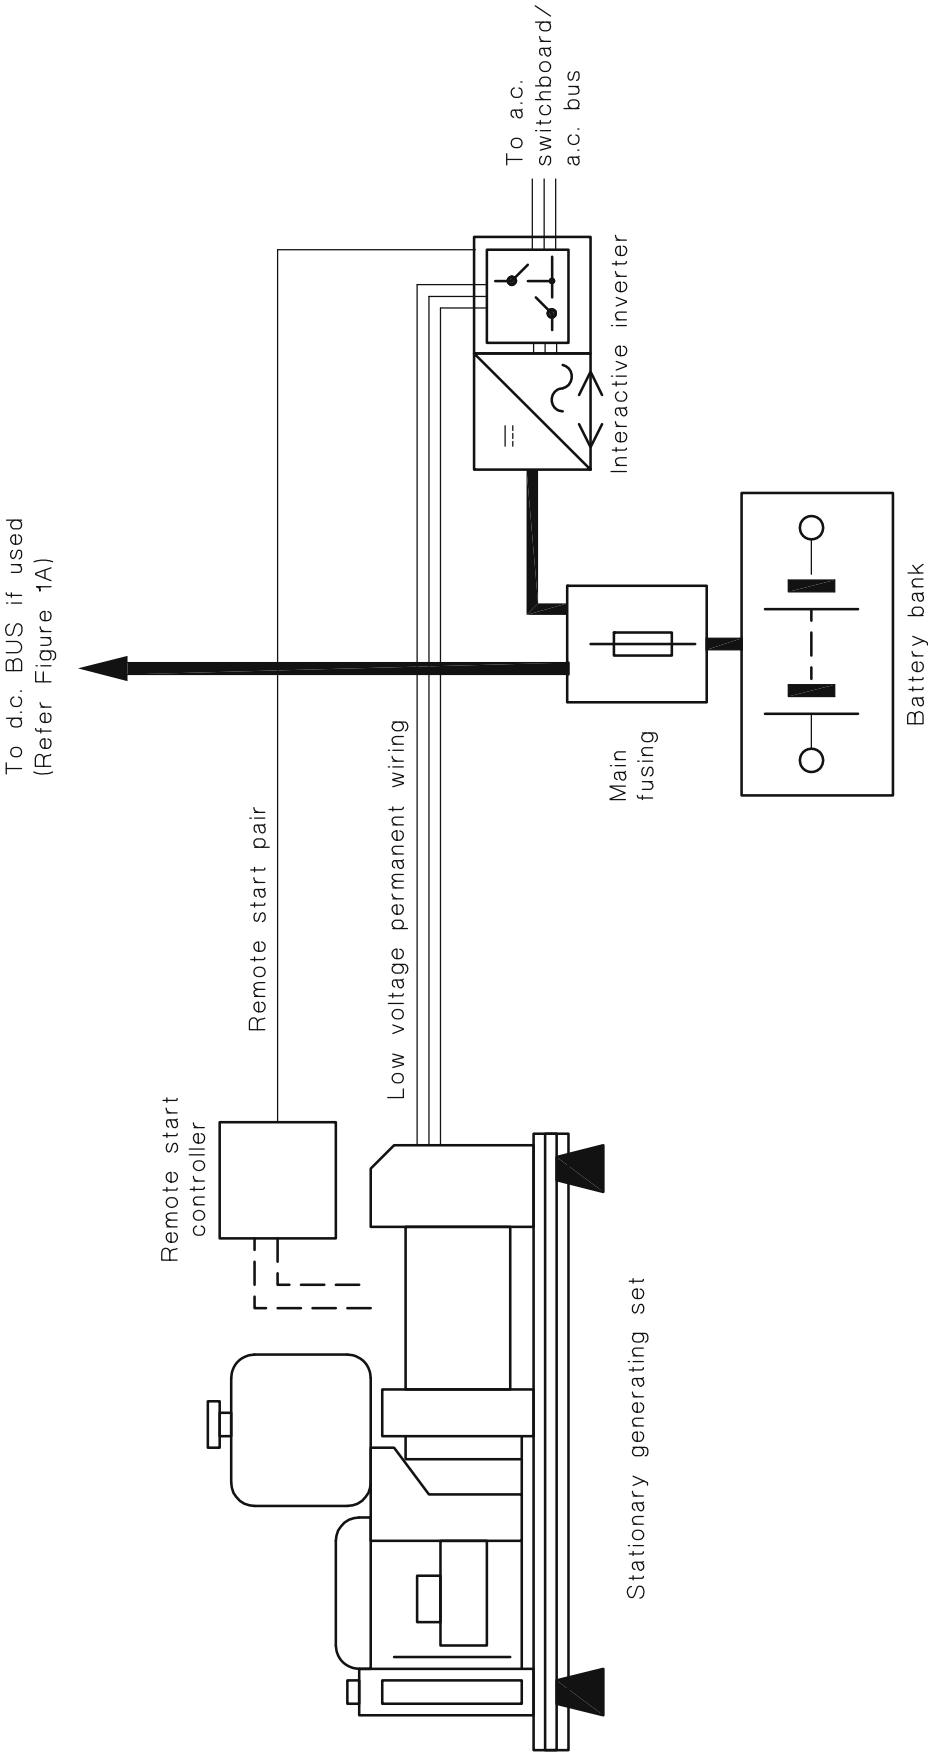 To d.c. BUS if used
(Refer Figure 1A)
Remote start
controller
Remote start pair
Low voltage permanent wiring
To a.c.
switchboard/
a.c. bus
Interactive inverter
Main
fusing
Stationary generating set
Battery bank